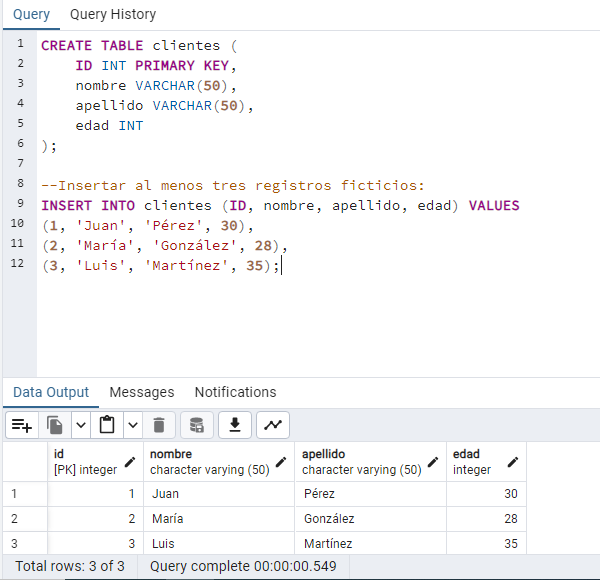 Query Query History
1 CREATE TABLE clientes (
2 ID INT PRIMARY KEY,
3 nombre VARCHAR(50),
4 apellido VARCHAR(50),
5 edad INT
6 );
7
8 --Insertar al menos tres registros ficticios:
9 INSERT INTO clientes (ID, nombre, apellido, edad) VALUES
10 (1, 'Juan', 'Pérez', 30),
11 (2, 'María', 'González', 28),
12 (3, 'Luis', 'Martínez', 35);
Data Output Messages Notifications
id nombre apellido edad
[PK] integer character varying (50) character varying (50) integer
1 1 Juan Pérez 30
2 2 María González 28
3 3 Luis Martínez 35
Total rows: 3 of 3 Query complete 00:00:00.549